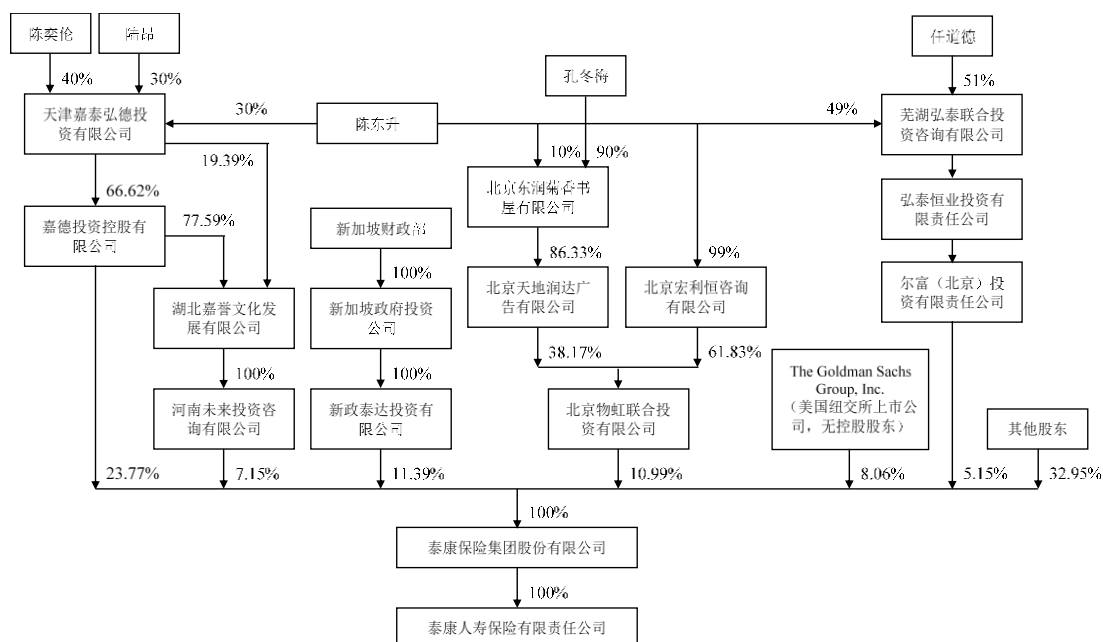 陈奕伦
陆昂
任道德
孔冬梅
40%
30%
51%
天津嘉泰弘德投
资有限公司
30%
陈东升
49%
芜湖弘泰联合投
资咨询有限公司
19.39%
10%
90%
66.62%
北京东润菊香书
屋有限公司
弘泰恒业投资有
限责任公司
嘉德投资控股有
限公司
77.59%
新加坡财政部
86.33%
99%
100%
湖北嘉誉文化发
展有限公司
新加坡政府投资
公司
北京天地润达广
告有限公司
北京宏利恒咨询
有限公司
尔富（北京）投
资有限责任公司
38.17%
61.83%
100%
100%
The Goldman Sachs
Group, Inc.
（美国纽交所上市公
司，无控股股东）
河南未来投资咨
询有限公司
新政泰达投资有
限公司
北京物虹联合投
资有限公司
其他股东
23.77%
7.15%
11.39%
10.99%
8.06%
5.15%
32.95%
100%
泰康保险集团股份有限公司
100%
泰康人寿保险有限责任公司